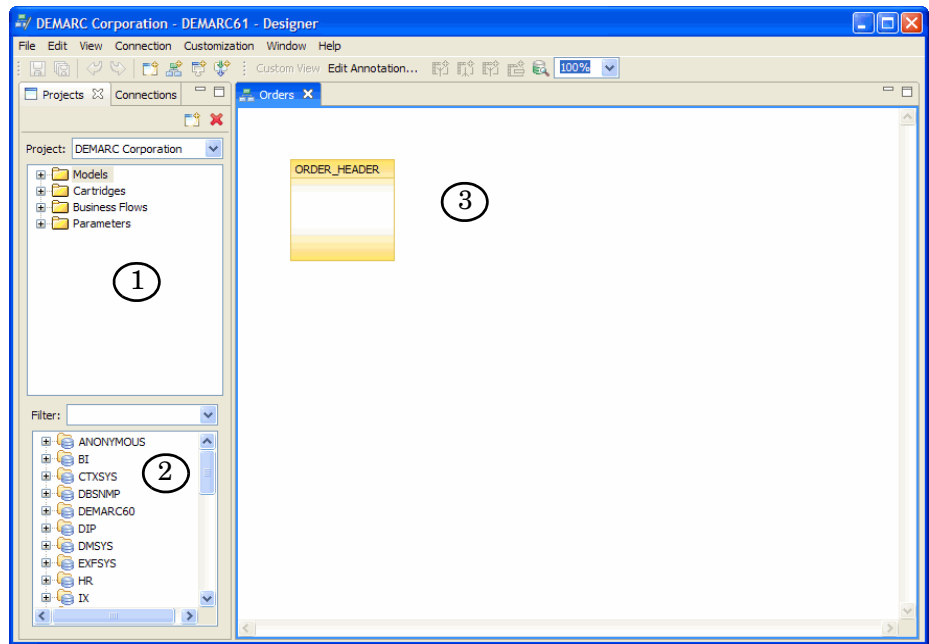 DEMARC Corporation - DEMARC61 - Designer
File Edit View Connection Customization Window Help
Custom View Edit Annotation... 100%
Projects Connections
Orders
Project: DEMARC Corporation
Models
Cartridges
Business Flows
Parameters
1
Filter:
ANONYMOUS
BI
CTXSYS
DBSNMP
DEMARC60
DIP
DMSYS
EXFSYS
HR
IX
2
ORDER_HEADER
3